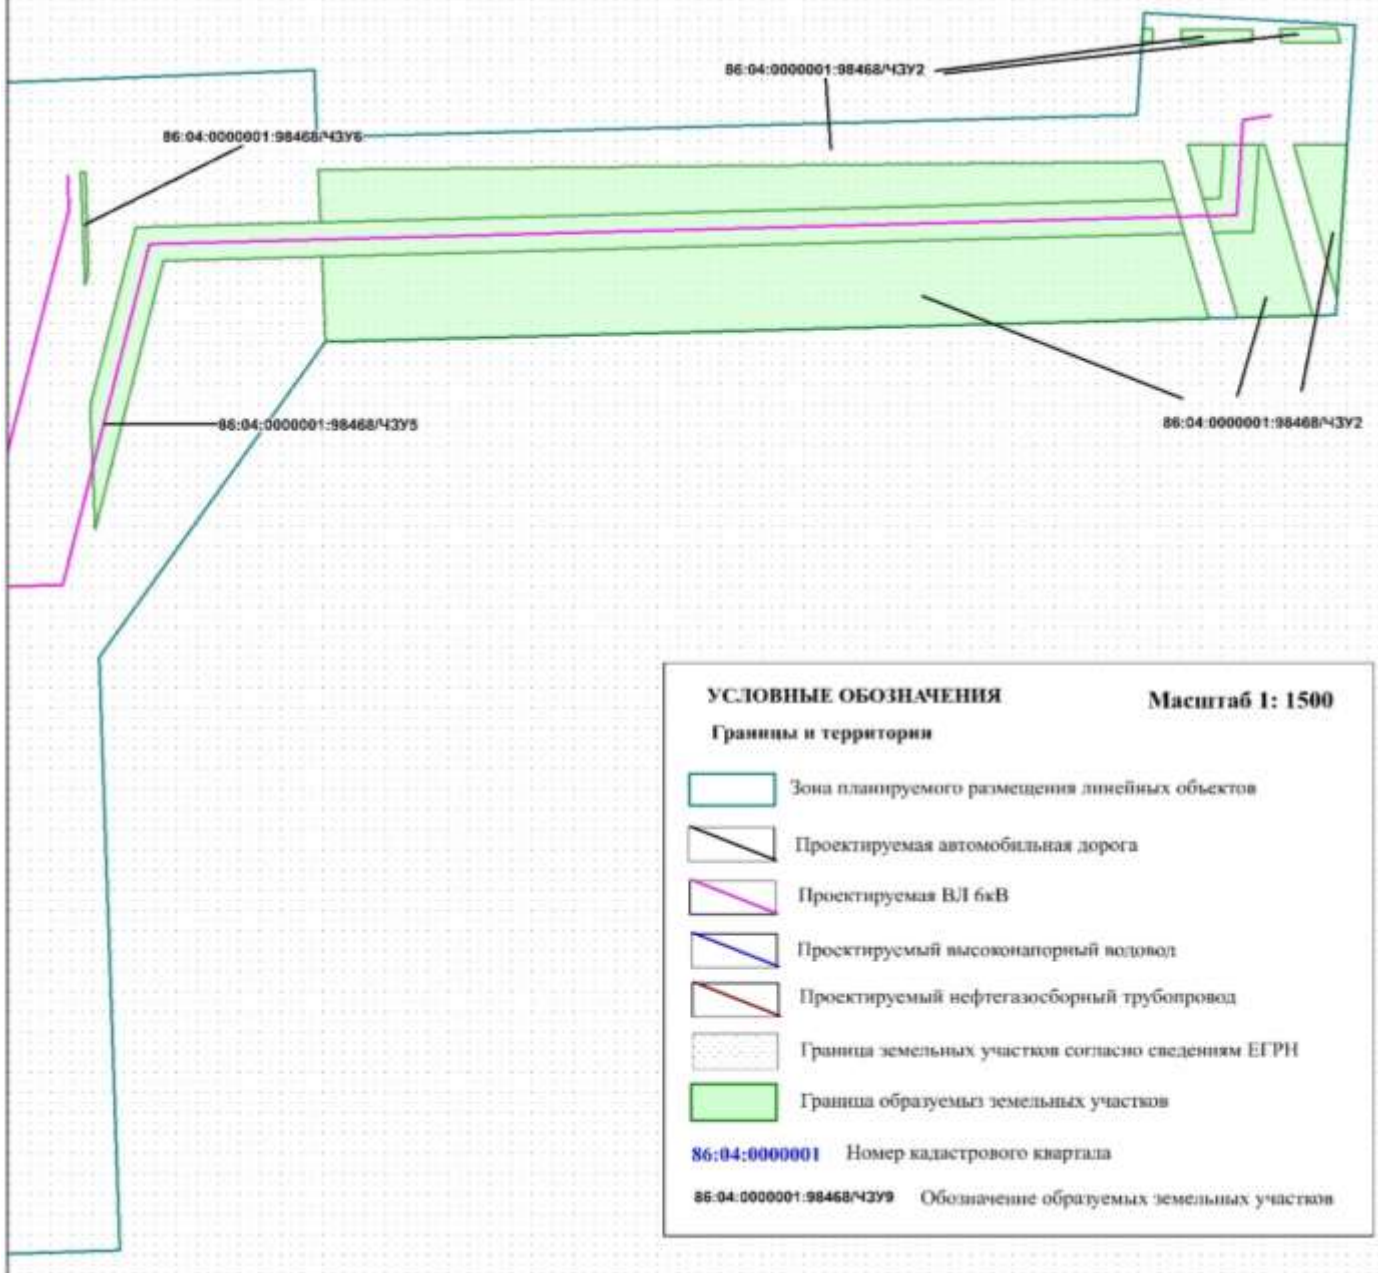 86:04:0000001:98468/ЧЗУ2
86:04:0000001:98468/ЧЗУ6
86:04:0000001:98468/ЧЗУ5
86:04:0000001:98468/ЧЗУ2
УСЛОВНЫЕ ОБОЗНАЧЕНИЯ
Масштаб 1: 1500
Границы и территории
Зона планируемого размещения линейных объектов
Проектируемая автомобильная дорога
Проектируемая ВЛ 6кВ
Проектируемый высоконапорный водовод
Проектируемый нефтегазосборный трубопровод
Граница земельных участков согласно сведениям ЕГРН
Граница образуемыз земельных участков
86:04:0000001 Номер кадастрового квартала
86:04:0000001:98468/ЧЗУ9 Обозначение образуемых земельных участков